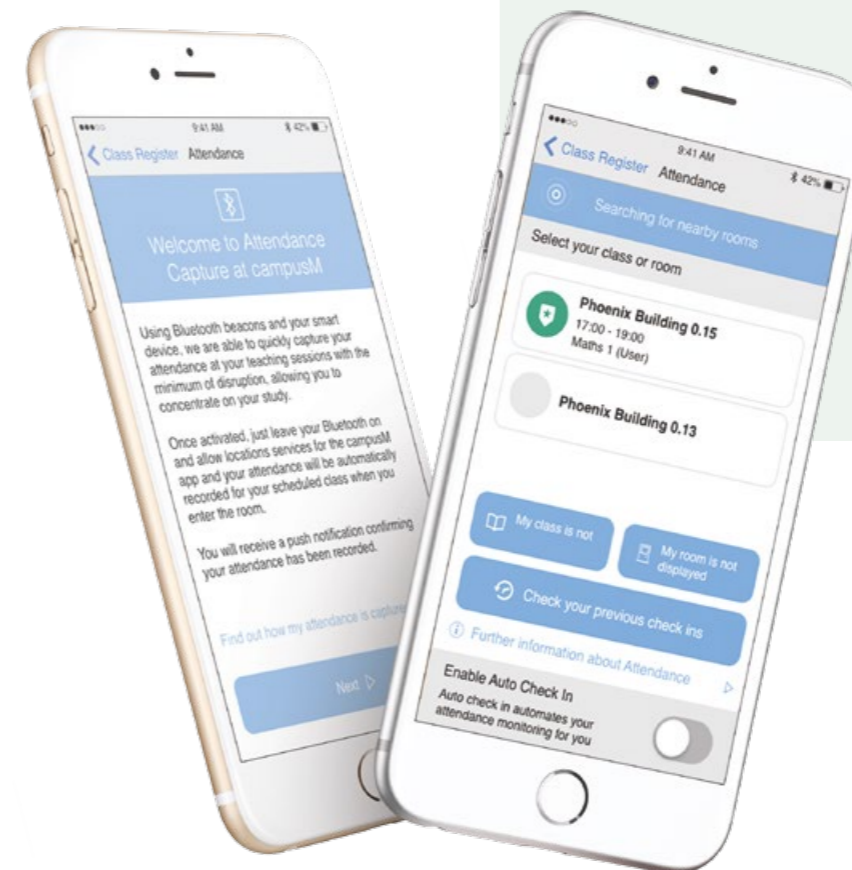 9:41 AM
42%
Class Register Attendance
Welcome to Attendance
Capture at campusM
Using Bluetooth beacons and your smart
device, we are able to quickly capture your
attendance at your teaching sessions with the
minimum of disruption, allowing you to
concentrate on your study.
Once activated, just leave your Bluetooth on
and allow locations services for the campusM
app and your attendance will be automatically
recorded for your scheduled class when you
enter the room.
You will receive a push notification confirming
your attendance has been recorded.
Find out how my attendance is capture
Next
9:41 AM
42%
Class Register Attendance
Searching for nearby rooms
Select your class or room
Phoenix Building 0.15
17:00 - 19:00
Maths 1 (User)
Phoenix Building 0.13
My class is not
My room is not
displayed
Check your previous check ins
Further information about Attendance
Enable Auto Check In
Auto check in automates your
attendance monitoring for you